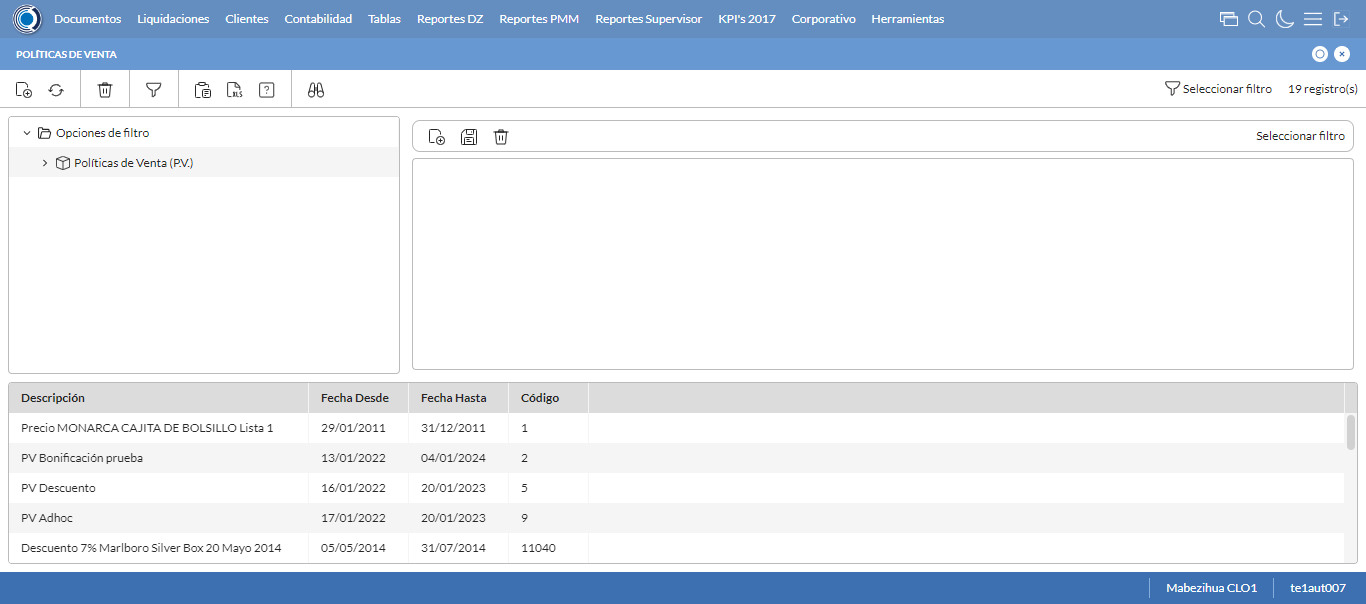 Documentos Liquidaciones Clientes Contabilidad Tablas Reportes DZ Reportes PMM Reportes Supervisor KPI's 2017 Corporativo Herramientas
POLÍTICAS DE VENTA
XLS ? Seleccionar filtro 19 registro(s)
Opciones de filtro
Políticas de Venta (P.V.)
Seleccionar filtro
Descripción Fecha Desde Fecha Hasta Código
Precio MONARCA CAJITA DE BOLSILLO Lista 1 29/01/2011 31/12/2011 1
PV Bonificación prueba 13/01/2022 04/01/2024 2
PV Descuento 16/01/2022 20/01/2023 5
PV Adhoc 17/01/2022 20/01/2023 9
Descuento 7% Marlboro Silver Box 20 Mayo 2014 05/05/2014 31/07/2014 11040
Mabezihua CLO1 te1aut007